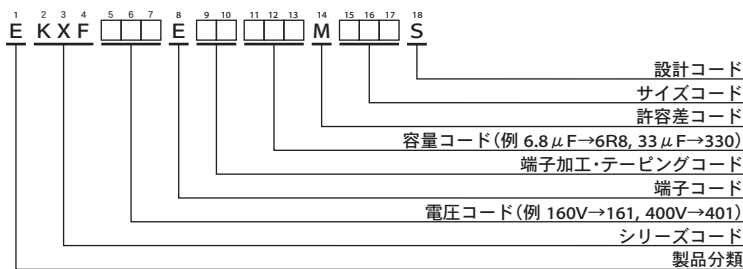 1 2 3 4 5 6 7 8 9 10 11 12 13 14 15 16 17 18
E K X F □□□ E □□ □□□ M □□□ S
設計コード
サイズコード
許容差コード
容量コード(例 6.8μF→6R8, 33μF→330)
端子加工・テーピングコード
端子コード
電圧コード(例 160V→161, 400V→401)
シリーズコード
製品分類